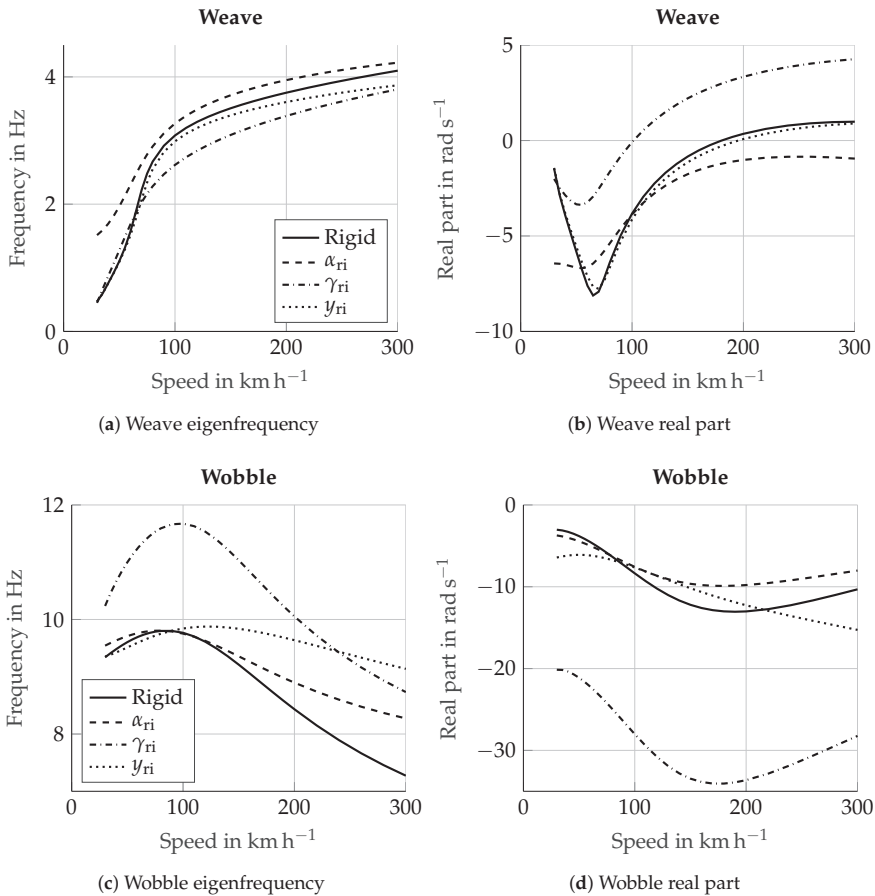 Weave
Frequency in Hz
4
2
0
0
100
200
300
Rigid
αri
γri
yri
Speed in km h−1
(a) Weave eigenfrequency
Weave
Real part in rad s−1
5
0
−5
−10
0
100
200
300
Speed in km h−1
(b) Weave real part
Wobble
Frequency in Hz
12
10
8
0
100
200
300
Rigid
αri
γri
yri
Speed in km h−1
(c) Wobble eigenfrequency
Wobble
Real part in rad s−1
0
−10
−20
−30
0
100
200
300
Speed in km h−1
(d) Wobble real part